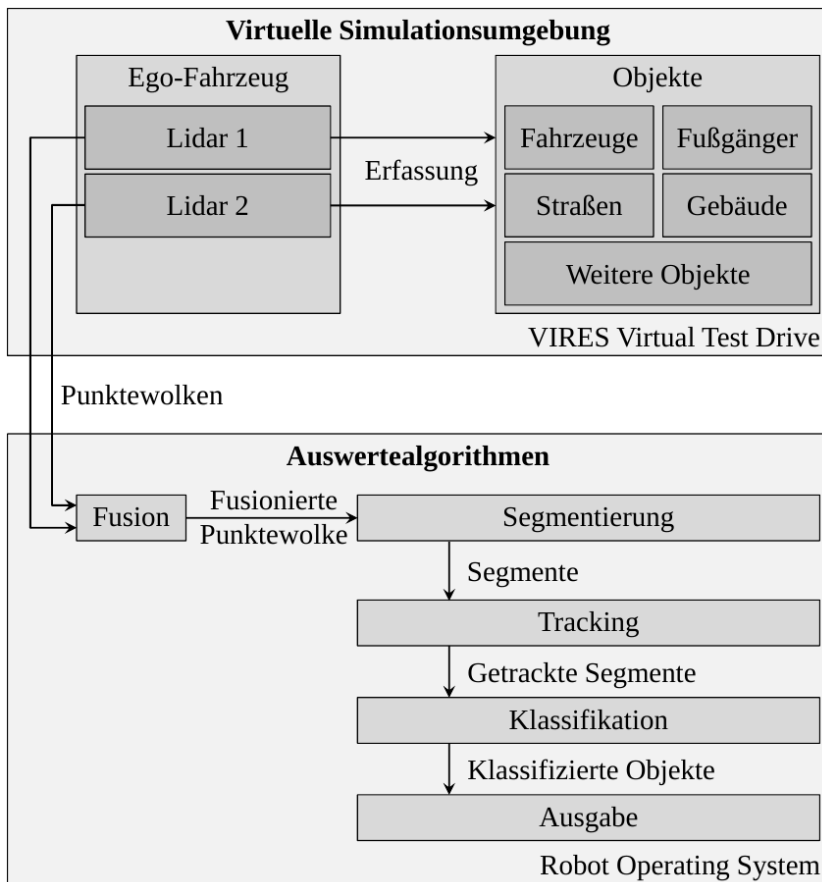 Virtuelle Simulationsumgebung
Ego-Fahrzeug
Objekte
Lidar 1
Fahrzeuge
Fußgänger
Erfassung
Lidar 2
Straßen
Gebäude
Weitere Objekte
VIRES Virtual Test Drive
Punktewolken
Auswertealgorithmen
Fusion
Fusionierte
Punktewolke
Segmentierung
Segmente
Tracking
Getrackte Segmente
Klassifikation
Klassifizierte Objekte
Ausgabe
Robot Operating System